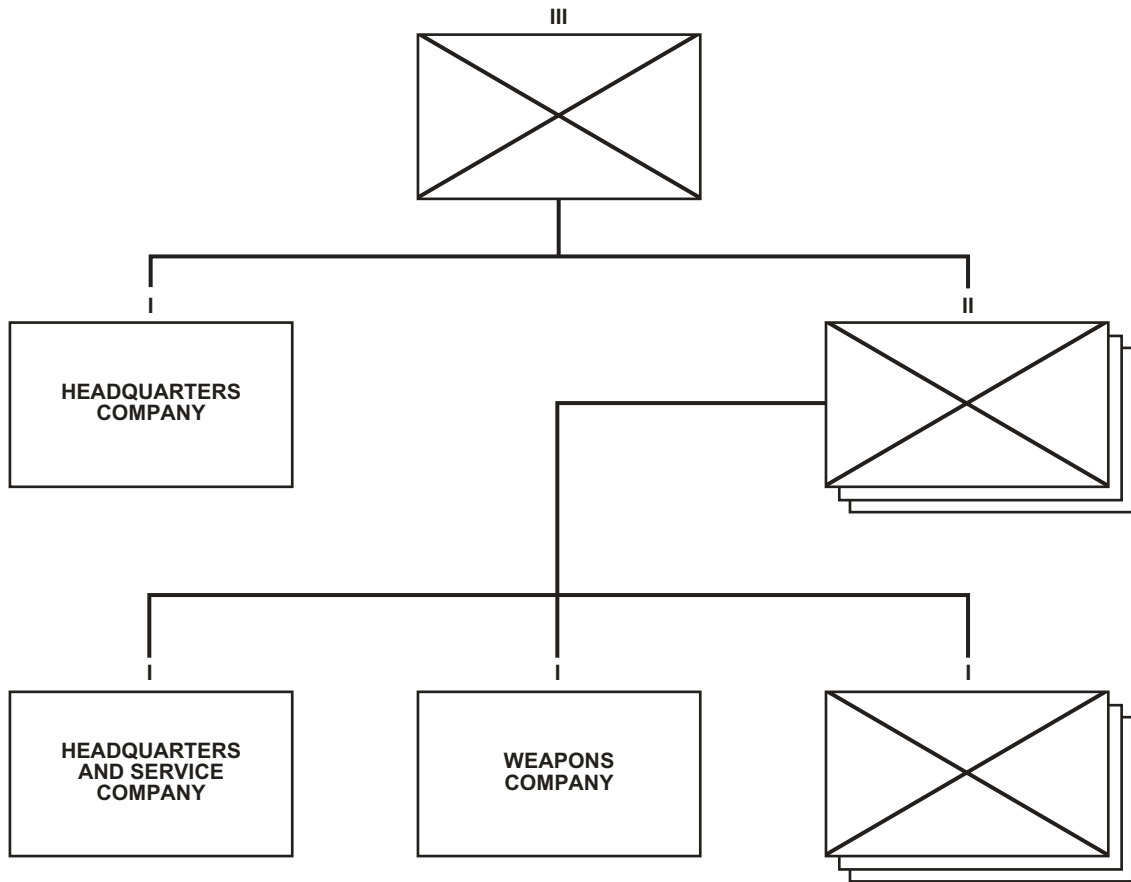 III
I
II
HEADQUARTERS
COMPANY
I
I
I
HEADQUARTERS
AND SERVICE
COMPANY
WEAPONS
COMPANY